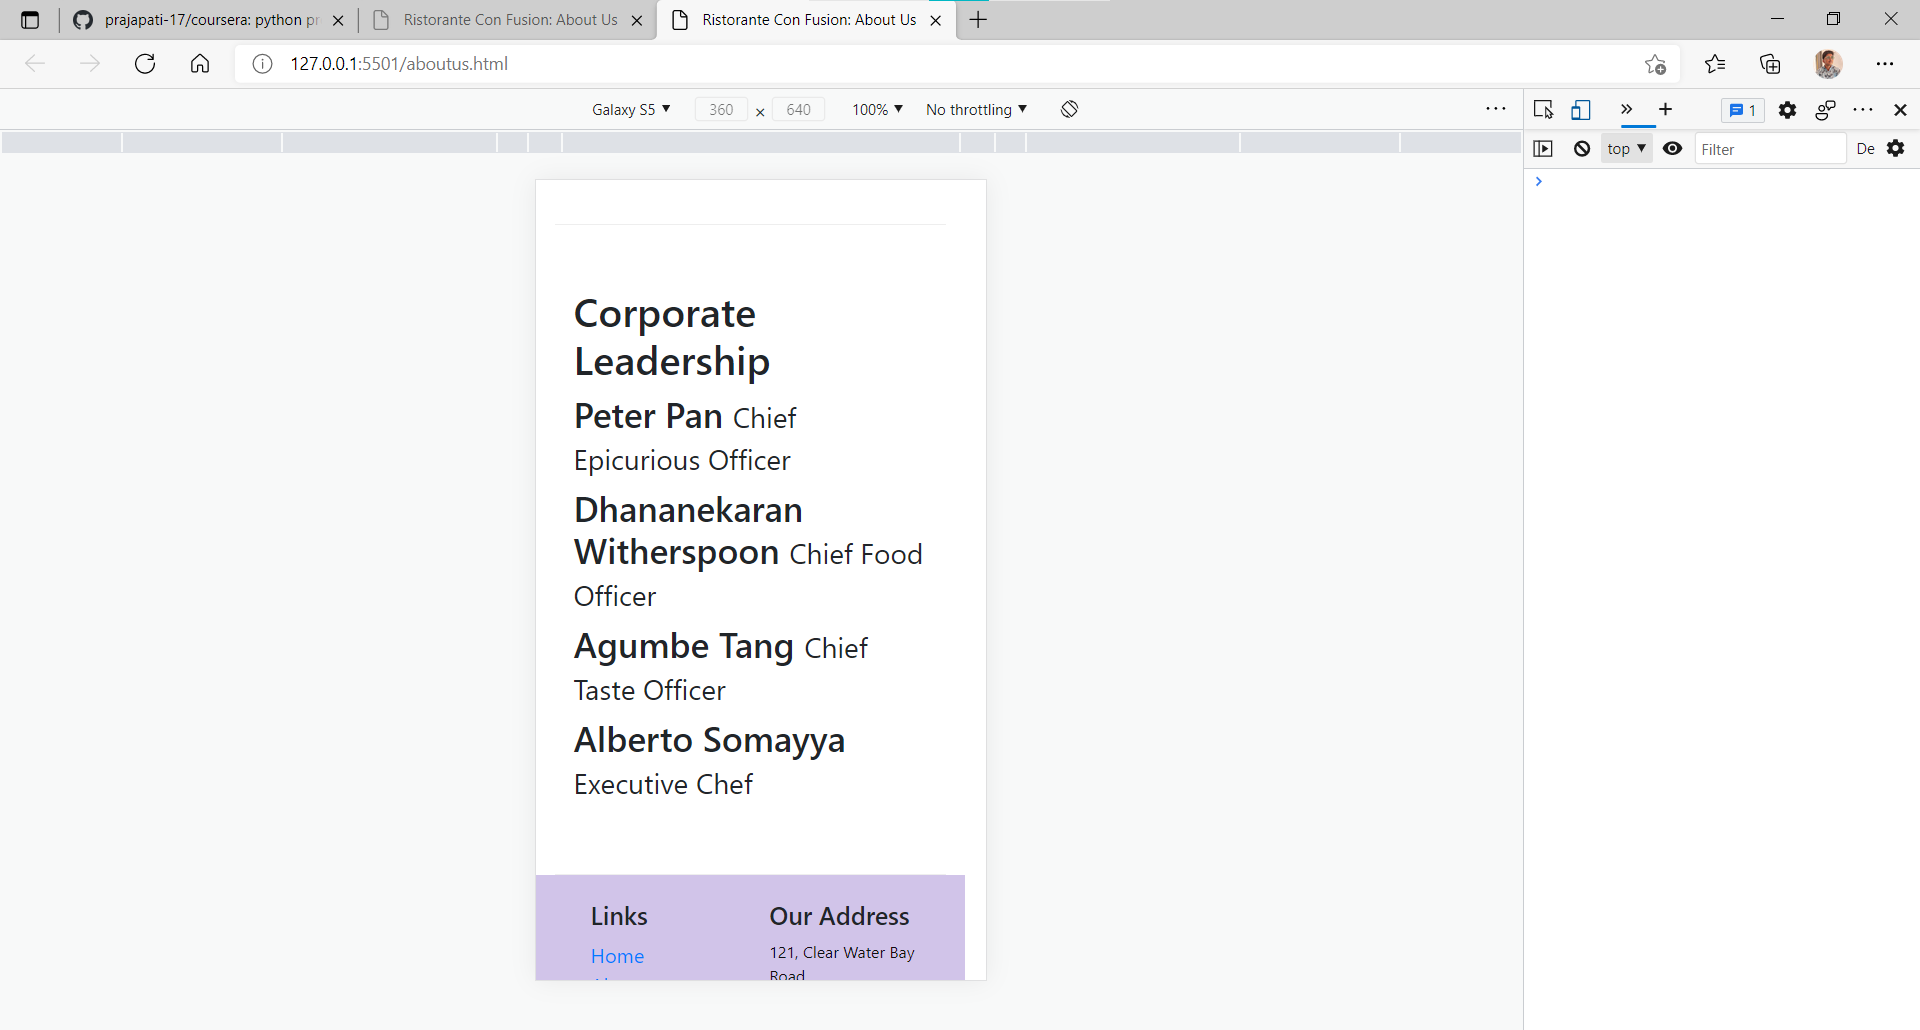 prajapati-17/coursera: python pr
Ristorante Con Fusion: About Us
Ristorante Con Fusion: About Us
127.0.0.1:5501/aboutus.html
Galaxy S5 ▼ 360 × 640 100% ▼ No throttling ▼
1
top ▼ Filter De
Corporate
Leadership
Peter Pan Chief
Epicurious Officer
Dhananekaran
Witherspoon Chief Food
Officer
Agumbe Tang Chief
Taste Officer
Alberto Somayya
Executive Chef
Links
Home
Our Address
121, Clear Water Bay
Road